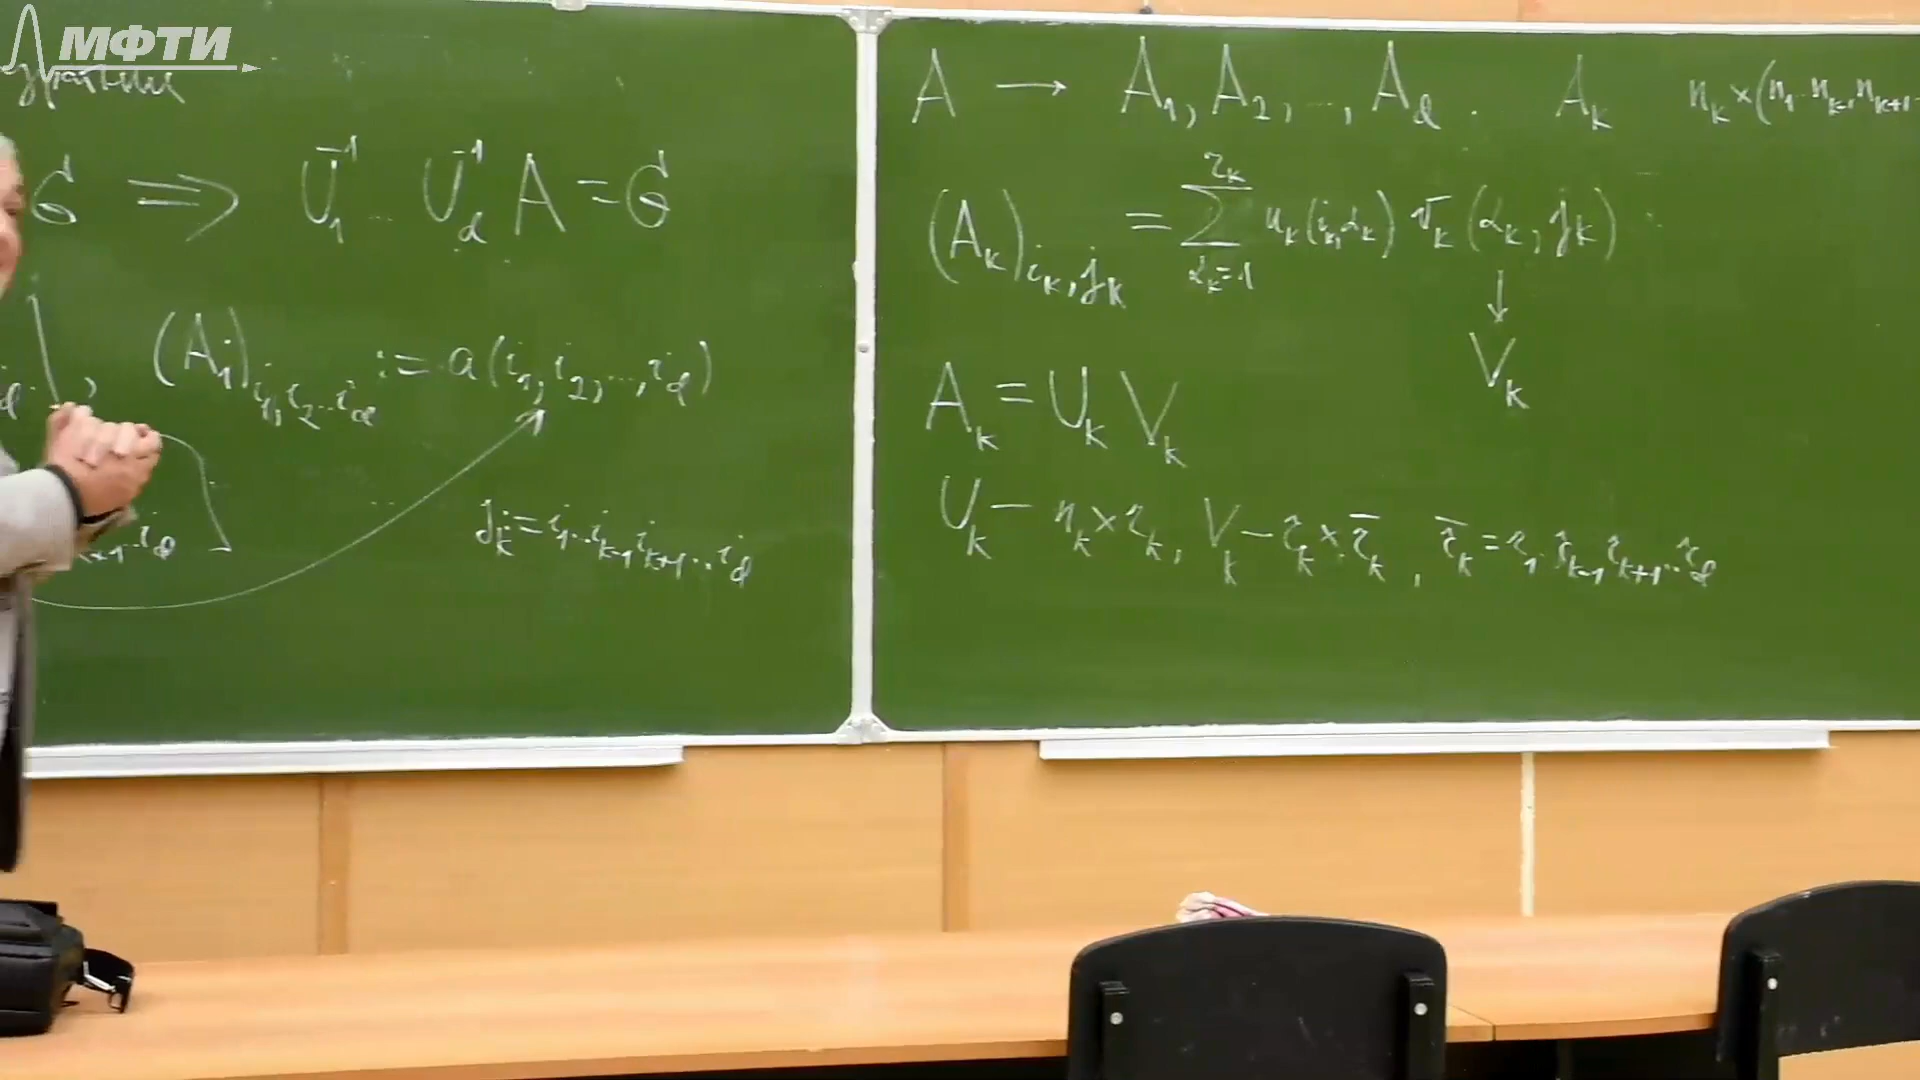 МФТИ
G ⟹ U₁⁻¹ … U_d⁻¹ A = G
(A₁)_{i₁, i₂…i_d} := a(i₁, i₂, …, i_d)
j_k = i₁…i_{k-1} i_{k+1}…i_d
A → A₁, A₂, …, A_d . A_k n_k × (n₁…n_{k-1}, n_{k+1}…
(A_k)_{i_k, j_k} = ∑_{α_k=1}^{r_k} u_k(i_k, α_k) v_k(α_k, j_k)
↓
V_k
A_k = U_k V_k
U_k — n_k × r_k, V_k — r_k × r̄_k, r̄_k = r₁…r_{k-1} r_{k+1}…r_d